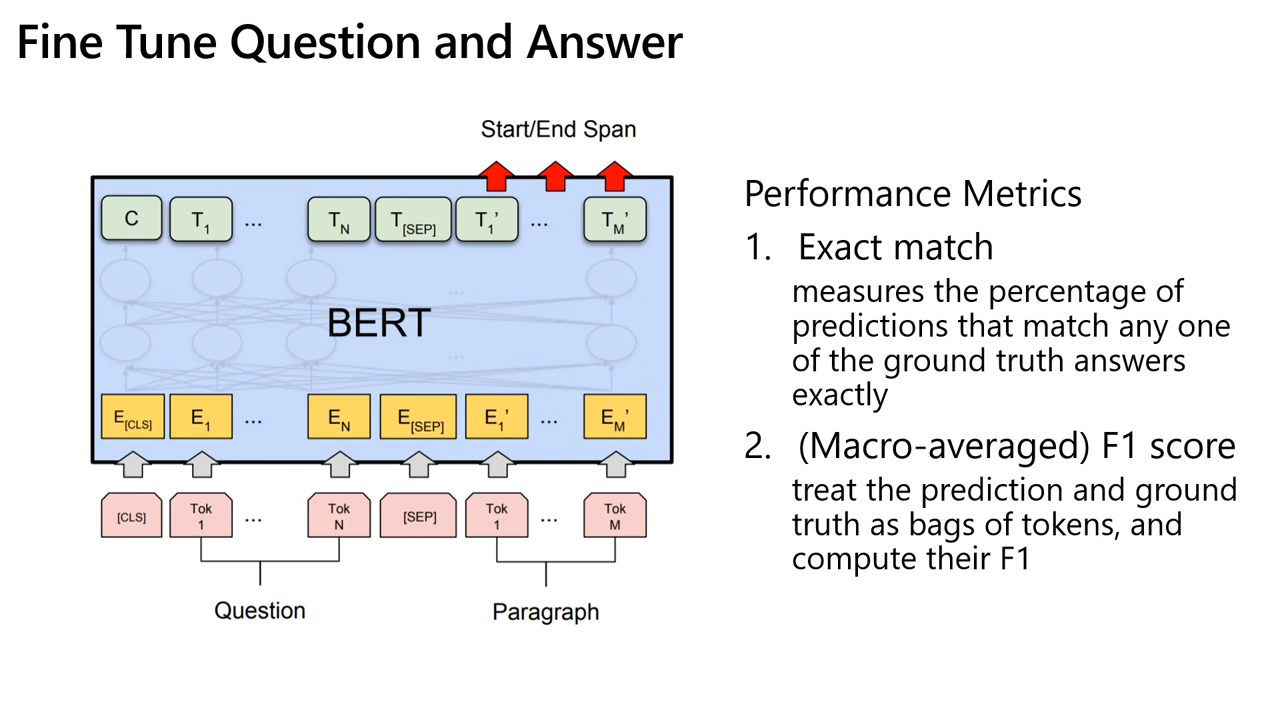 Fine Tune Question and Answer
Start/End Span
C T1 ... TN T[SEP] T1’ ... TM’
...
BERT
...
E[CLS] E1 ... EN E[SEP] E1’ ... EM’
[CLS] Tok 1 ... Tok N [SEP] Tok 1 ... Tok M
Question Paragraph
Performance Metrics
1. Exact match
measures the percentage of
predictions that match any one
of the ground truth answers
exactly
2. (Macro-averaged) F1 score
treat the prediction and ground
truth as bags of tokens, and
compute their F1